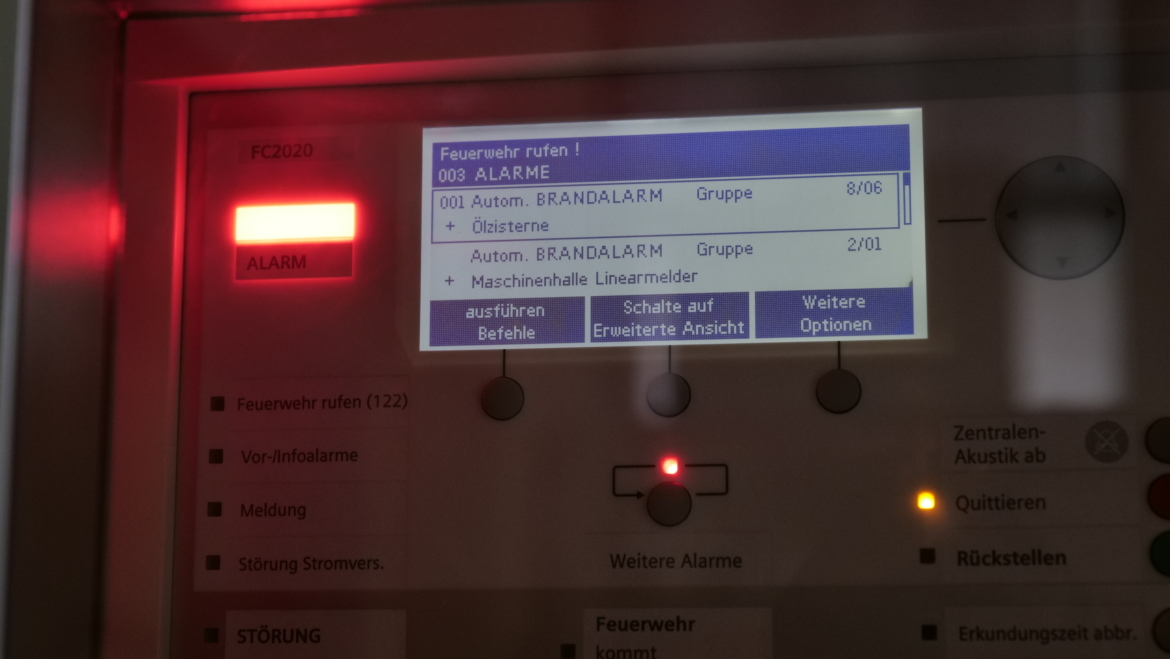 FC2020
ALARM
Feuerwehr rufen !
003 ALARME
001 Autom. BRANDALARM Gruppe 8/06
+ Ölzisterne
Autom. BRANDALARM Gruppe 2/01
+ Maschinenhalle Linearmelder
ausführen
Befehle
Schalte auf
Erweiterte Ansicht
Weitere
Optionen
Feuerwehr rufen (122)
Vor-/Infoalarme
Meldung
Störung Stromvers.
STÖRUNG
Weitere Alarme
Feuerwehr
kommt
Zentralen-
Akustik ab
Quittieren
Rückstellen
Erkundungszeit abbr.